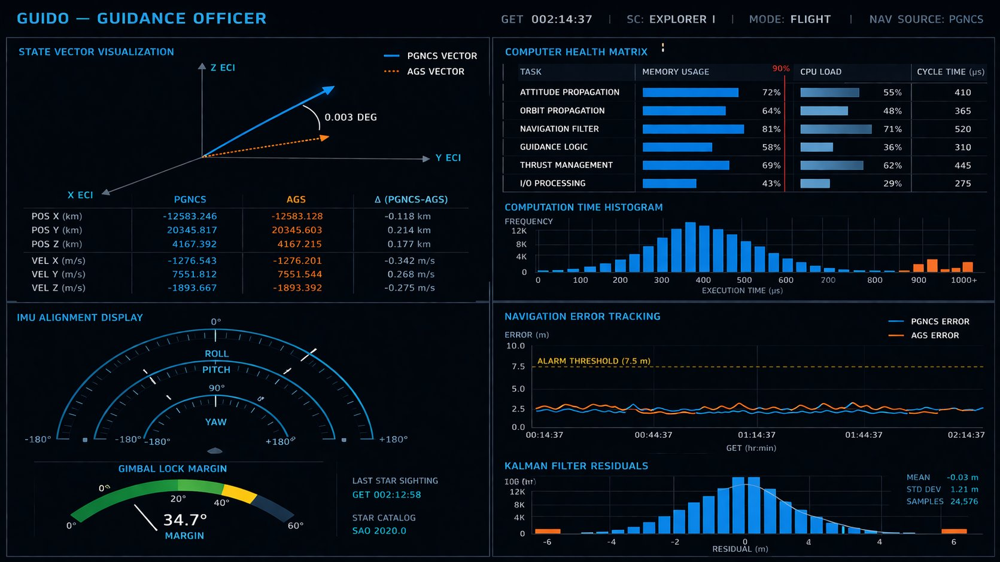 GUIDO — GUIDANCE OFFICER
GET 002:14:37 | SC: EXPLORER I | MODE: FLIGHT | NAV SOURCE: PGNCS
STATE VECTOR VISUALIZATION
PGNCS VECTOR
AGS VECTOR
Z ECI
0.003 DEG
Y ECI
X ECI
PGNCS AGS Δ (PGNCS-AGS)
POS X (km) -12583.246 -12583.128 -0.118 km
POS Y (km) 20345.817 20345.603 0.214 km
POS Z (km) 4167.392 4167.215 0.177 km
VEL X (m/s) -1276.543 -1276.201 -0.342 m/s
VEL Y (m/s) 7551.812 7551.544 0.268 m/s
VEL Z (m/s) -1893.667 -1893.392 -0.275 m/s
COMPUTER HEALTH MATRIX
TASK MEMORY USAGE 90% CPU LOAD CYCLE TIME (µs)
ATTITUDE PROPAGATION 72% 55% 410
ORBIT PROPAGATION 64% 48% 365
NAVIGATION FILTER 81% 71% 520
GUIDANCE LOGIC 58% 36% 310
THRUST MANAGEMENT 69% 62% 445
I/O PROCESSING 43% 29% 275
COMPUTATION TIME HISTOGRAM
FREQUENCY
12K
8K
4K
0
0 100 200 300 400 500 600 700 800 900 1000+
EXECUTION TIME (µs)
IMU ALIGNMENT DISPLAY
0°
ROLL
PITCH
90°
YAW
-180° -180° -180° +180° +180°
GIMBAL LOCK MARGIN
0°
20°
40°
0° 60°
34.7°
MARGIN
LAST STAR SIGHTING
GET 002:12:58
STAR CATALOG
SAO 2020.0
NAVIGATION ERROR TRACKING
PGNCS ERROR
AGS ERROR
ERROR (m)
10.0
ALARM THRESHOLD (7.5 m)
7.5
5.0
2.5
0.0
00:14:37 00:44:37 01:14:37 01:44:37 02:14:37
GET (hr:min)
KALMAN FILTER RESIDUALS
MEAN -0.03 m
STD DEV 1.21 m
SAMPLES 24,576
12K
8K
4K
0
-6 -4 -2 0 4 6
RESIDUAL (m)